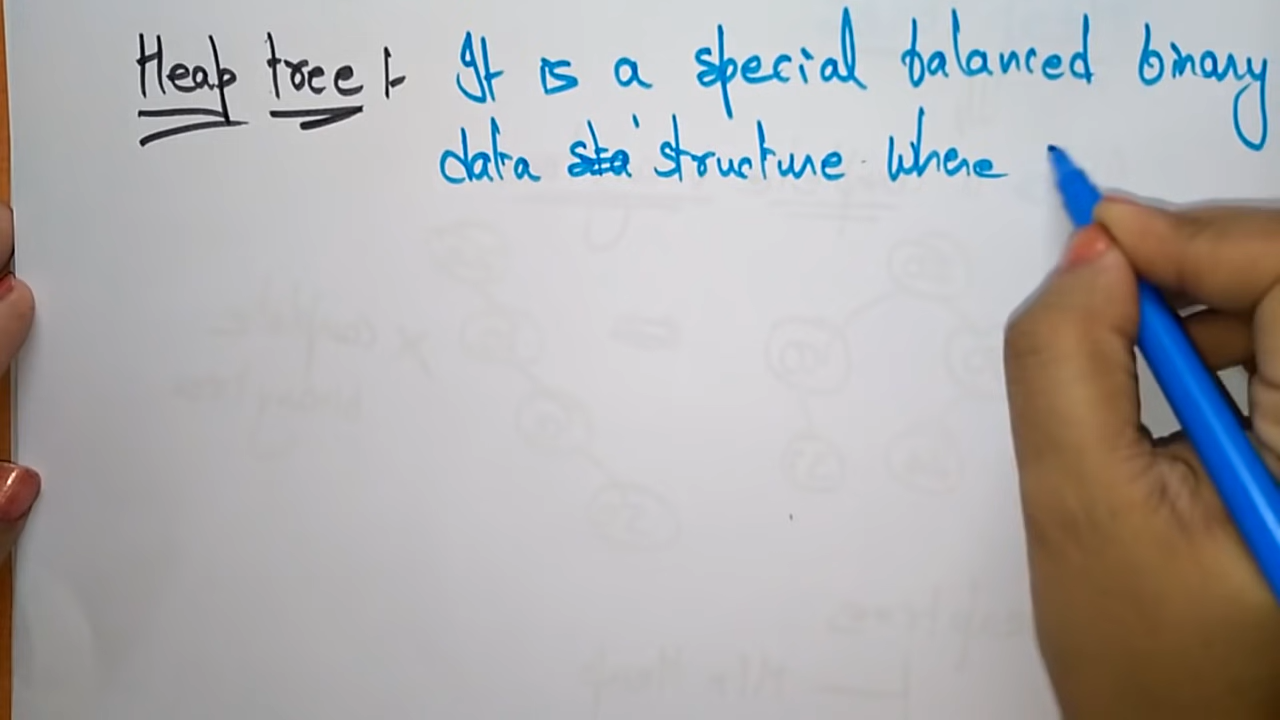 Heap tree :- It is a special balanced binary
data sta structure where